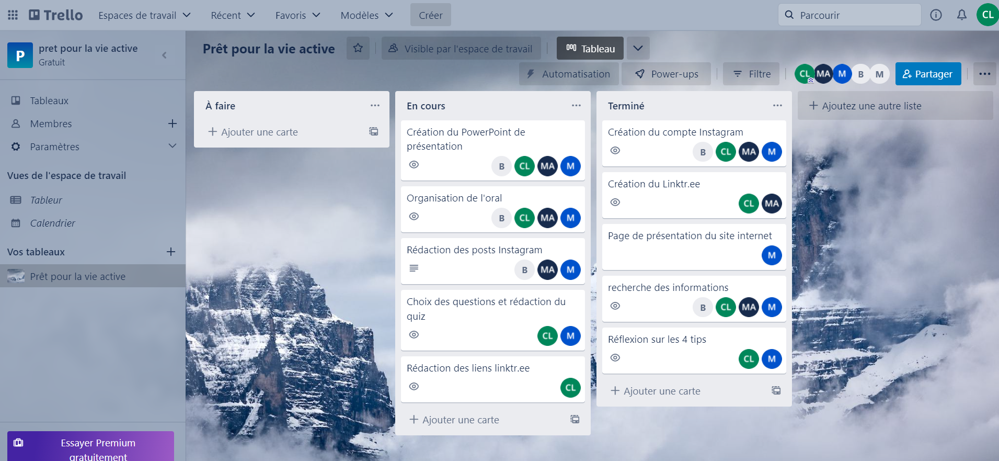 Trello
Espaces de travail
Récent
Favoris
Modèles
Créer
Parcourir
CL
P
pret pour la vie active
Gratuit
Tableaux
Membres
Paramètres
Vues de l'espace de travail
Tableur
Calendrier
Vos tableaux
Prêt pour la vie active
Essayer Premium
gratuitement
Prêt pour la vie active
Visible par l'espace de travail
Tableau
Automatisation
Power-ups
Filtre
CL MA M B M
Partager
À faire
Ajouter une carte
En cours
Création du PowerPoint de
présentation
B CL MA M
Organisation de l'oral
B CL MA M
Rédaction des posts Instagram
B MA M
Choix des questions et rédaction du
quiz
CL M
Rédaction des liens linktr.ee
CL
Ajouter une carte
Terminé
Création du compte Instagram
B CL MA M
Création du Linktr.ee
CL MA
Page de présentation du site internet
M
recherche des informations
B CL MA M
Réflexion sur les 4 tips
CL M
Ajouter une carte
Ajoutez une autre liste